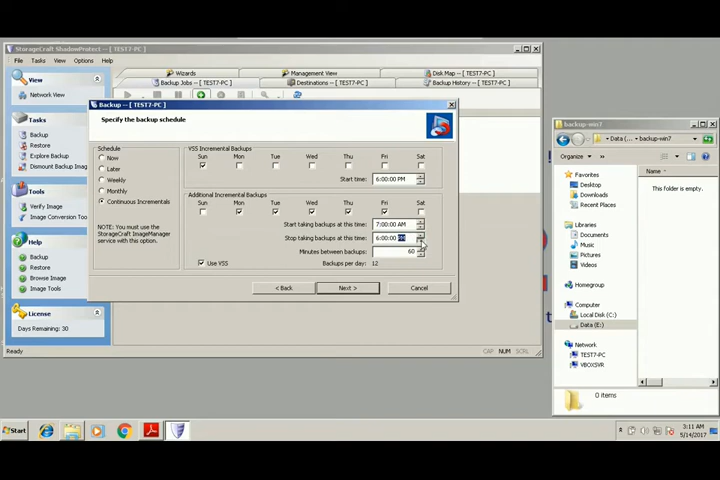 StorageCraft ShadowProtect [ TEST7-PC ]
File Tasks View Options Help
View
Network View
Tasks
Backup
Restore
Explore Backup
Dismount Backup Imag
Tools
Verify Image
Image Conversion Too
Help
Backup
Restore
Browse Image
Image Tools
License
Days Remaining: 30
Ready
CAP NUM SCRL
Wizards
Management View
Disk Map -- [ TEST7-PC ]
Backup Jobs -- [ TEST7-PC ]
Destinations -- [ TEST7-PC ]
Backup History -- [ TEST7-PC ]
Backup -- [ TEST7-PC ]
Specify the backup schedule
Schedule
Now
Later
Weekly
Monthly
Continuous Incrementals
NOTE: You must use the
StorageCraft ImageManager
service with this option.
VSS Incremental Backups
Sun Mon Tue Wed Thu Fri Sat
Start time: 6:00:00 PM
Additional Incremental Backups
Sun Mon Tue Wed Thu Fri Sat
Start taking backups at this time: 7:00:00 AM
Stop taking backups at this time: 6:00:00 PM
Minutes between backups: 60
Use VSS
Backups per day: 12
< Back
Next >
Cancel
backup-win7
Data (E:) backup-win7
Organize
Name
This folder is empty.
Favorites
Desktop
Downloads
Recent Places
Libraries
Documents
Music
Pictures
Videos
Homegroup
Computer
Local Disk (C:)
Data (E:)
Network
TEST7-PC
VBOXSVR
0 items
Start
3:11 AM
5/14/2017